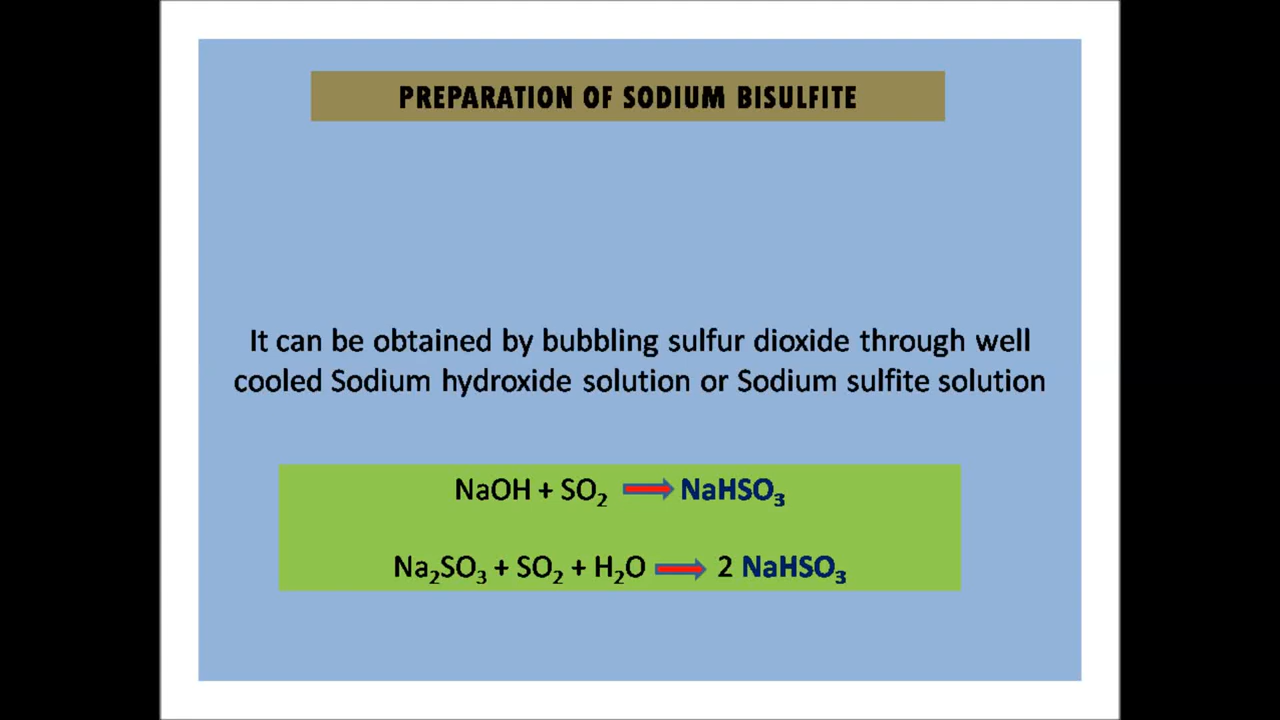 PREPARATION OF SODIUM BISULFITE
It can be obtained by bubbling sulfur dioxide through well
cooled Sodium hydroxide solution or Sodium sulfite solution
NaOH + SO₂ ➡ NaHSO₃
Na₂SO₃ + SO₂ + H₂O ➡ 2 NaHSO₃